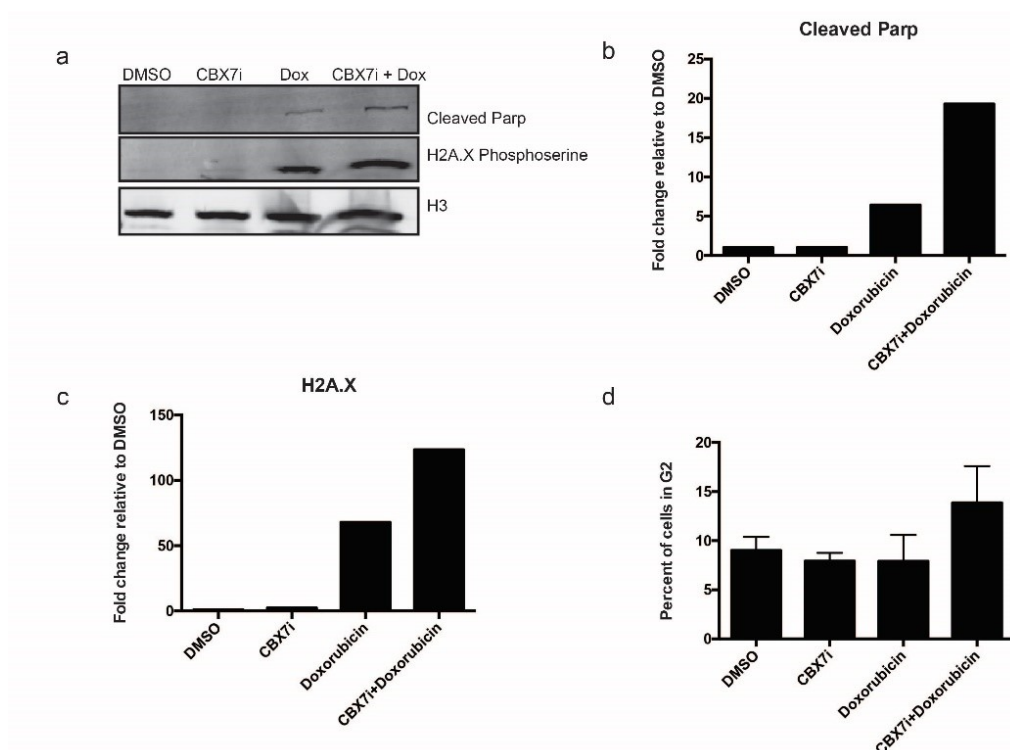 a
DMSO CBX7i Dox CBX7i + Dox
Cleaved Parp
H2A.X Phosphoserine
H3
b
Cleaved Parp
Fold change relative to DMSO
25
20
15
10
5
0
DMSO
CBX7i
Doxorubicin
CBX7i+Doxorubicin
c
H2A.X
Fold change relative to DMSO
150
100
50
0
DMSO
CBX7i
Doxorubicin
CBX7i+Doxorubicin
d
Percent of cells in G2
20
15
10
5
0
DMSO
CBX7i
Doxorubicin
CBX7i+Doxorubicin